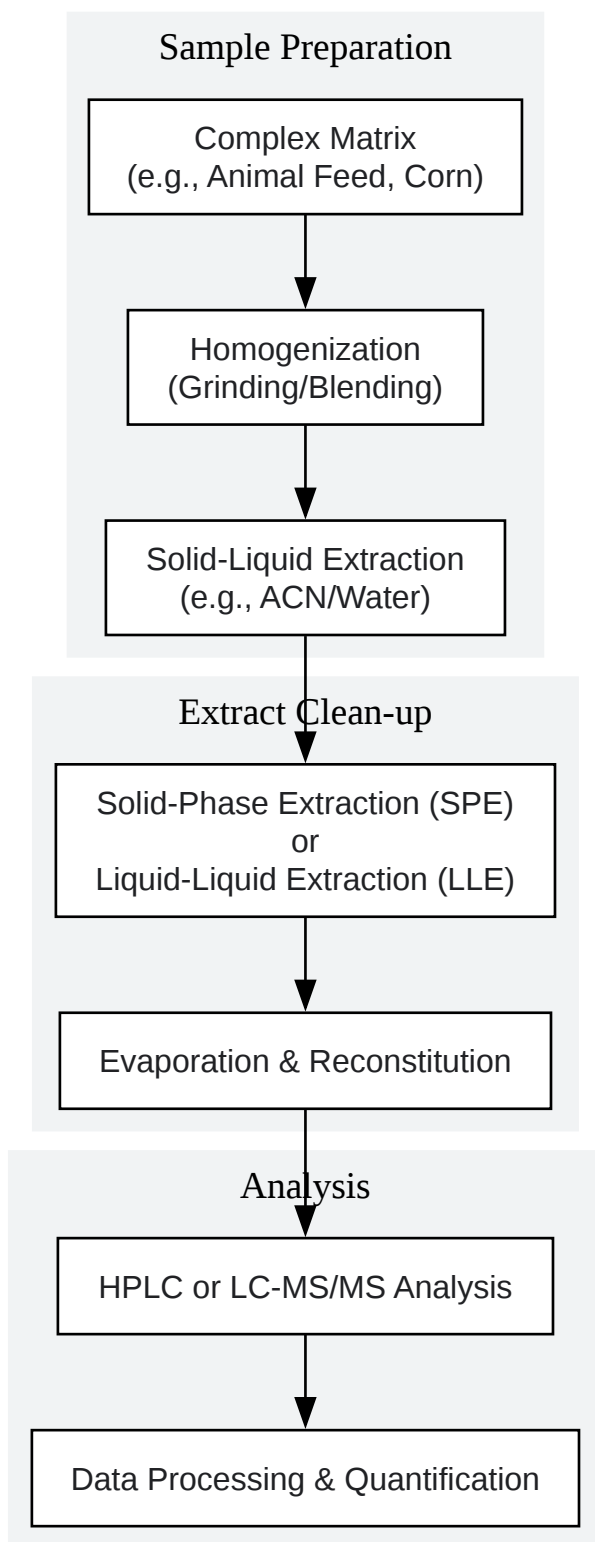 Sample Preparation
Complex Matrix
(e.g., Animal Feed, Corn)
Homogenization
(Grinding/Blending)
Solid-Liquid Extraction
(e.g., ACN/Water)
Extract Clean-up
Solid-Phase Extraction (SPE)
or
Liquid-Liquid Extraction (LLE)
Evaporation & Reconstitution
Analysis
HPLC or LC-MS/MS Analysis
Data Processing & Quantification